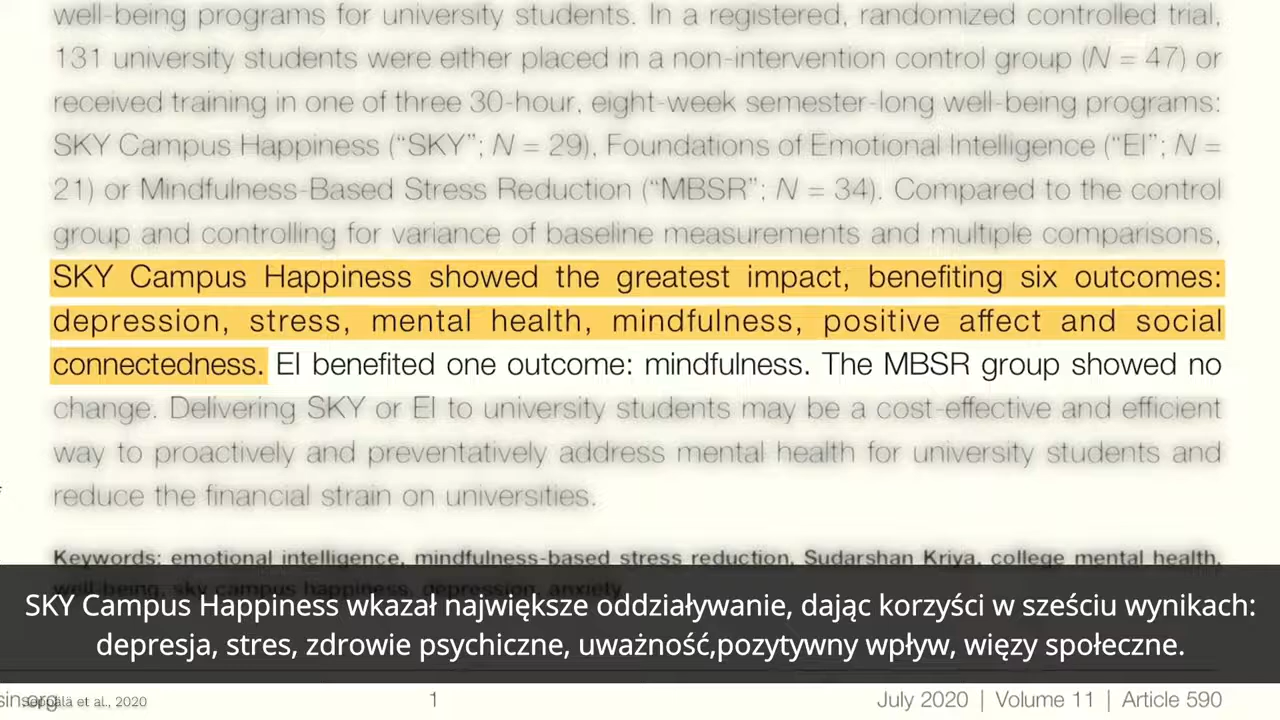 well-being programs for university students. In a registered, randomized controlled trial,
131 university students were either placed in a non-intervention control group (N = 47) or
received training in one of three 30-hour, eight-week semester-long well-being programs:
SKY Campus Happiness (“SKY”; N = 29), Foundations of Emotional Intelligence (“EI”; N =
21) or Mindfulness-Based Stress Reduction (“MBSR”; N = 34). Compared to the control
group and controlling for variance of baseline measurements and multiple comparisons,
SKY Campus Happiness showed the greatest impact, benefiting six outcomes:
depression, stress, mental health, mindfulness, positive affect and social
connectedness. EI benefited one outcome: mindfulness. The MBSR group showed no
change. Delivering SKY or EI to university students may be a cost-effective and efficient
way to proactively and preventatively address mental health for university students and
reduce the financial strain on universities.
Keywords: emotional intelligence, mindfulness-based stress reduction, Sudarshan Kriya, college mental health,
well-being, sky campus happiness, depression, anxiety
SKY Campus Happiness wkazał największe oddziaływanie, dając korzyści w sześciu wynikach:
depresja, stres, zdrowie psychiczne, uważność,pozytywny wpływ, więzy społeczne.
Seppälä et al., 2020
1
July 2020 | Volume 11 | Article 590